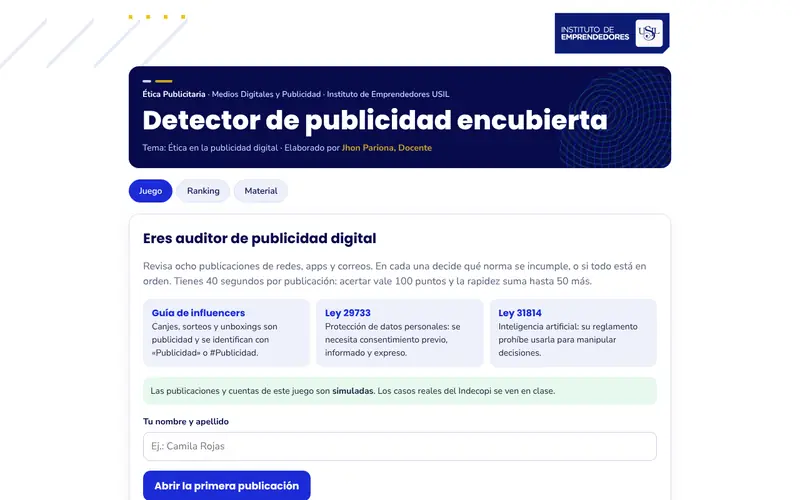 INSTITUTO DE
EMPRENDEDORES
USIL
Ética Publicitaria · Medios Digitales y Publicidad · Instituto de Emprendedores USIL
Detector de publicidad encubierta
Tema: Ética en la publicidad digital · Elaborado por Jhon Pariona, Docente
Juego
Ranking
Material
Eres auditor de publicidad digital
Revisa ocho publicaciones de redes, apps y correos. En cada una decide qué norma se incumple, o si todo está en
orden. Tienes 40 segundos por publicación: acertar vale 100 puntos y la rapidez suma hasta 50 más.
Guía de influencers
Canjes, sorteos y unboxings son
publicidad y se identifican con
«Publicidad» o #Publicidad.
Ley 29733
Protección de datos personales: se
necesita consentimiento previo,
informado y expreso.
Ley 31814
Inteligencia artificial: su reglamento
prohíbe usarla para manipular
decisiones.
Las publicaciones y cuentas de este juego son simuladas. Los casos reales del Indecopi se ven en clase.
Tu nombre y apellido
Ej.: Camila Rojas
Abrir la primera publicación